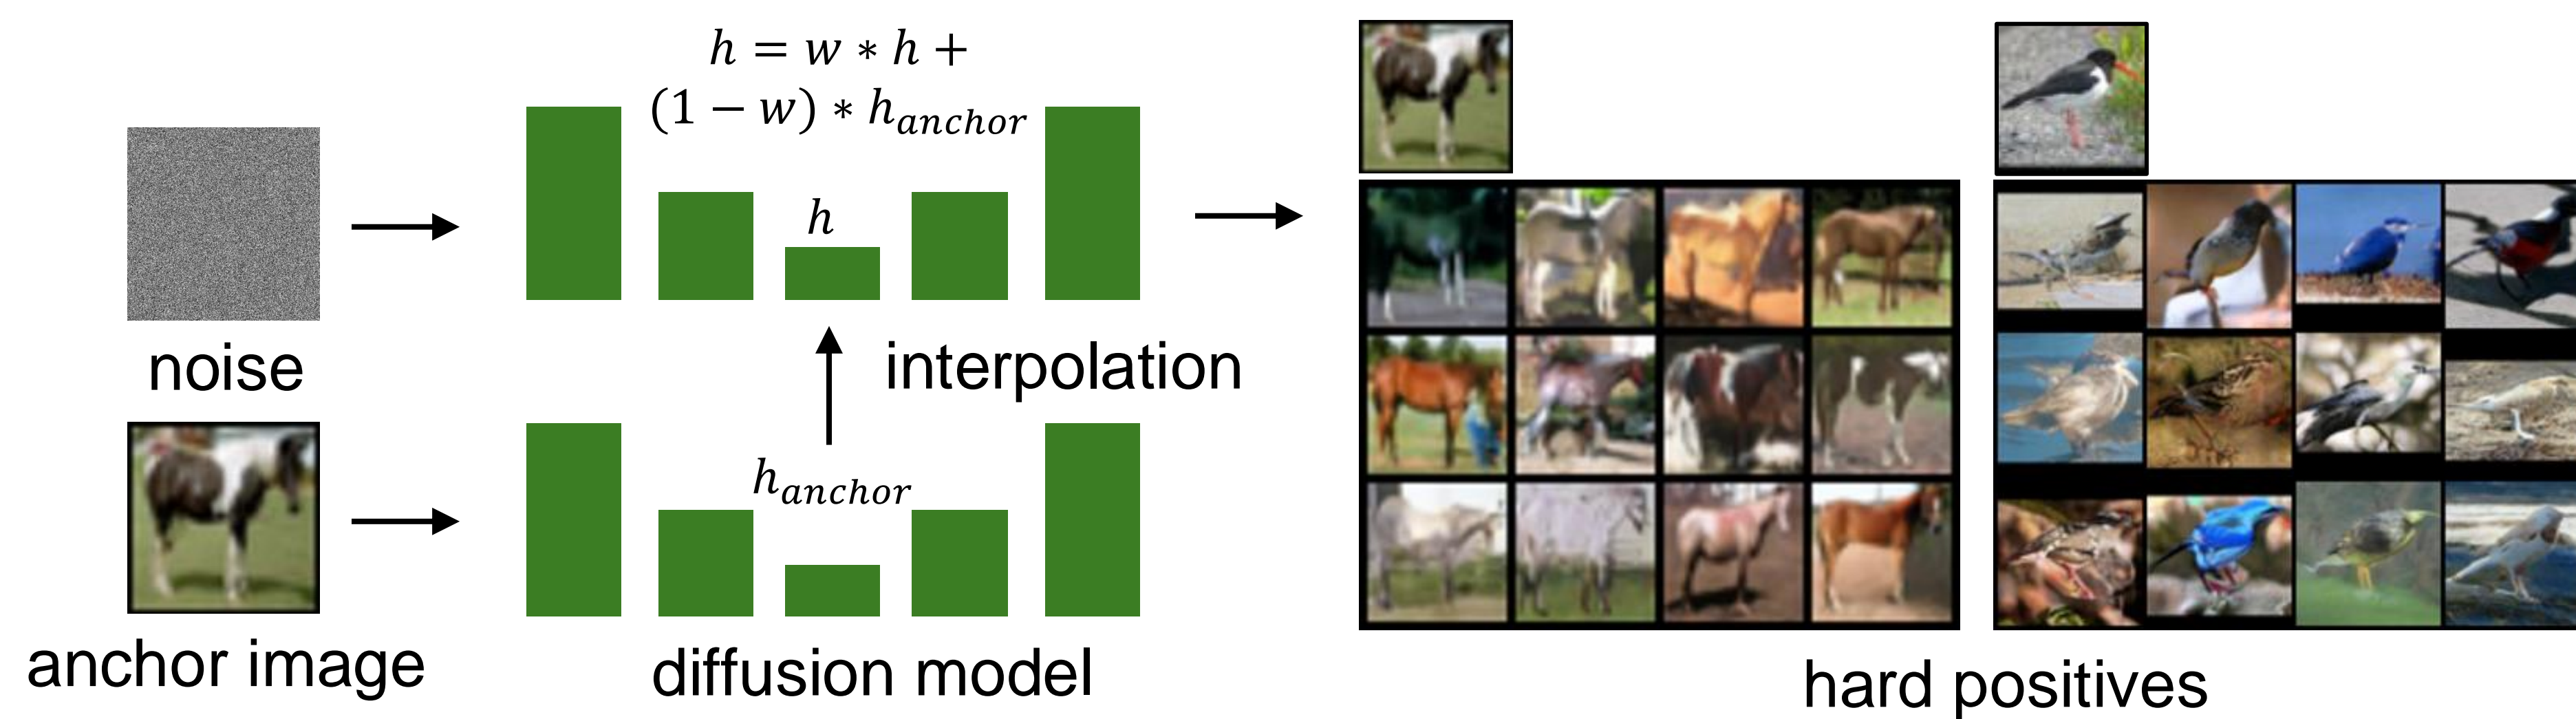 h = w ∗ h +
(1 − w) ∗ h_anchor
h
noise
interpolation
h_anchor
anchor image
diffusion model
hard positives